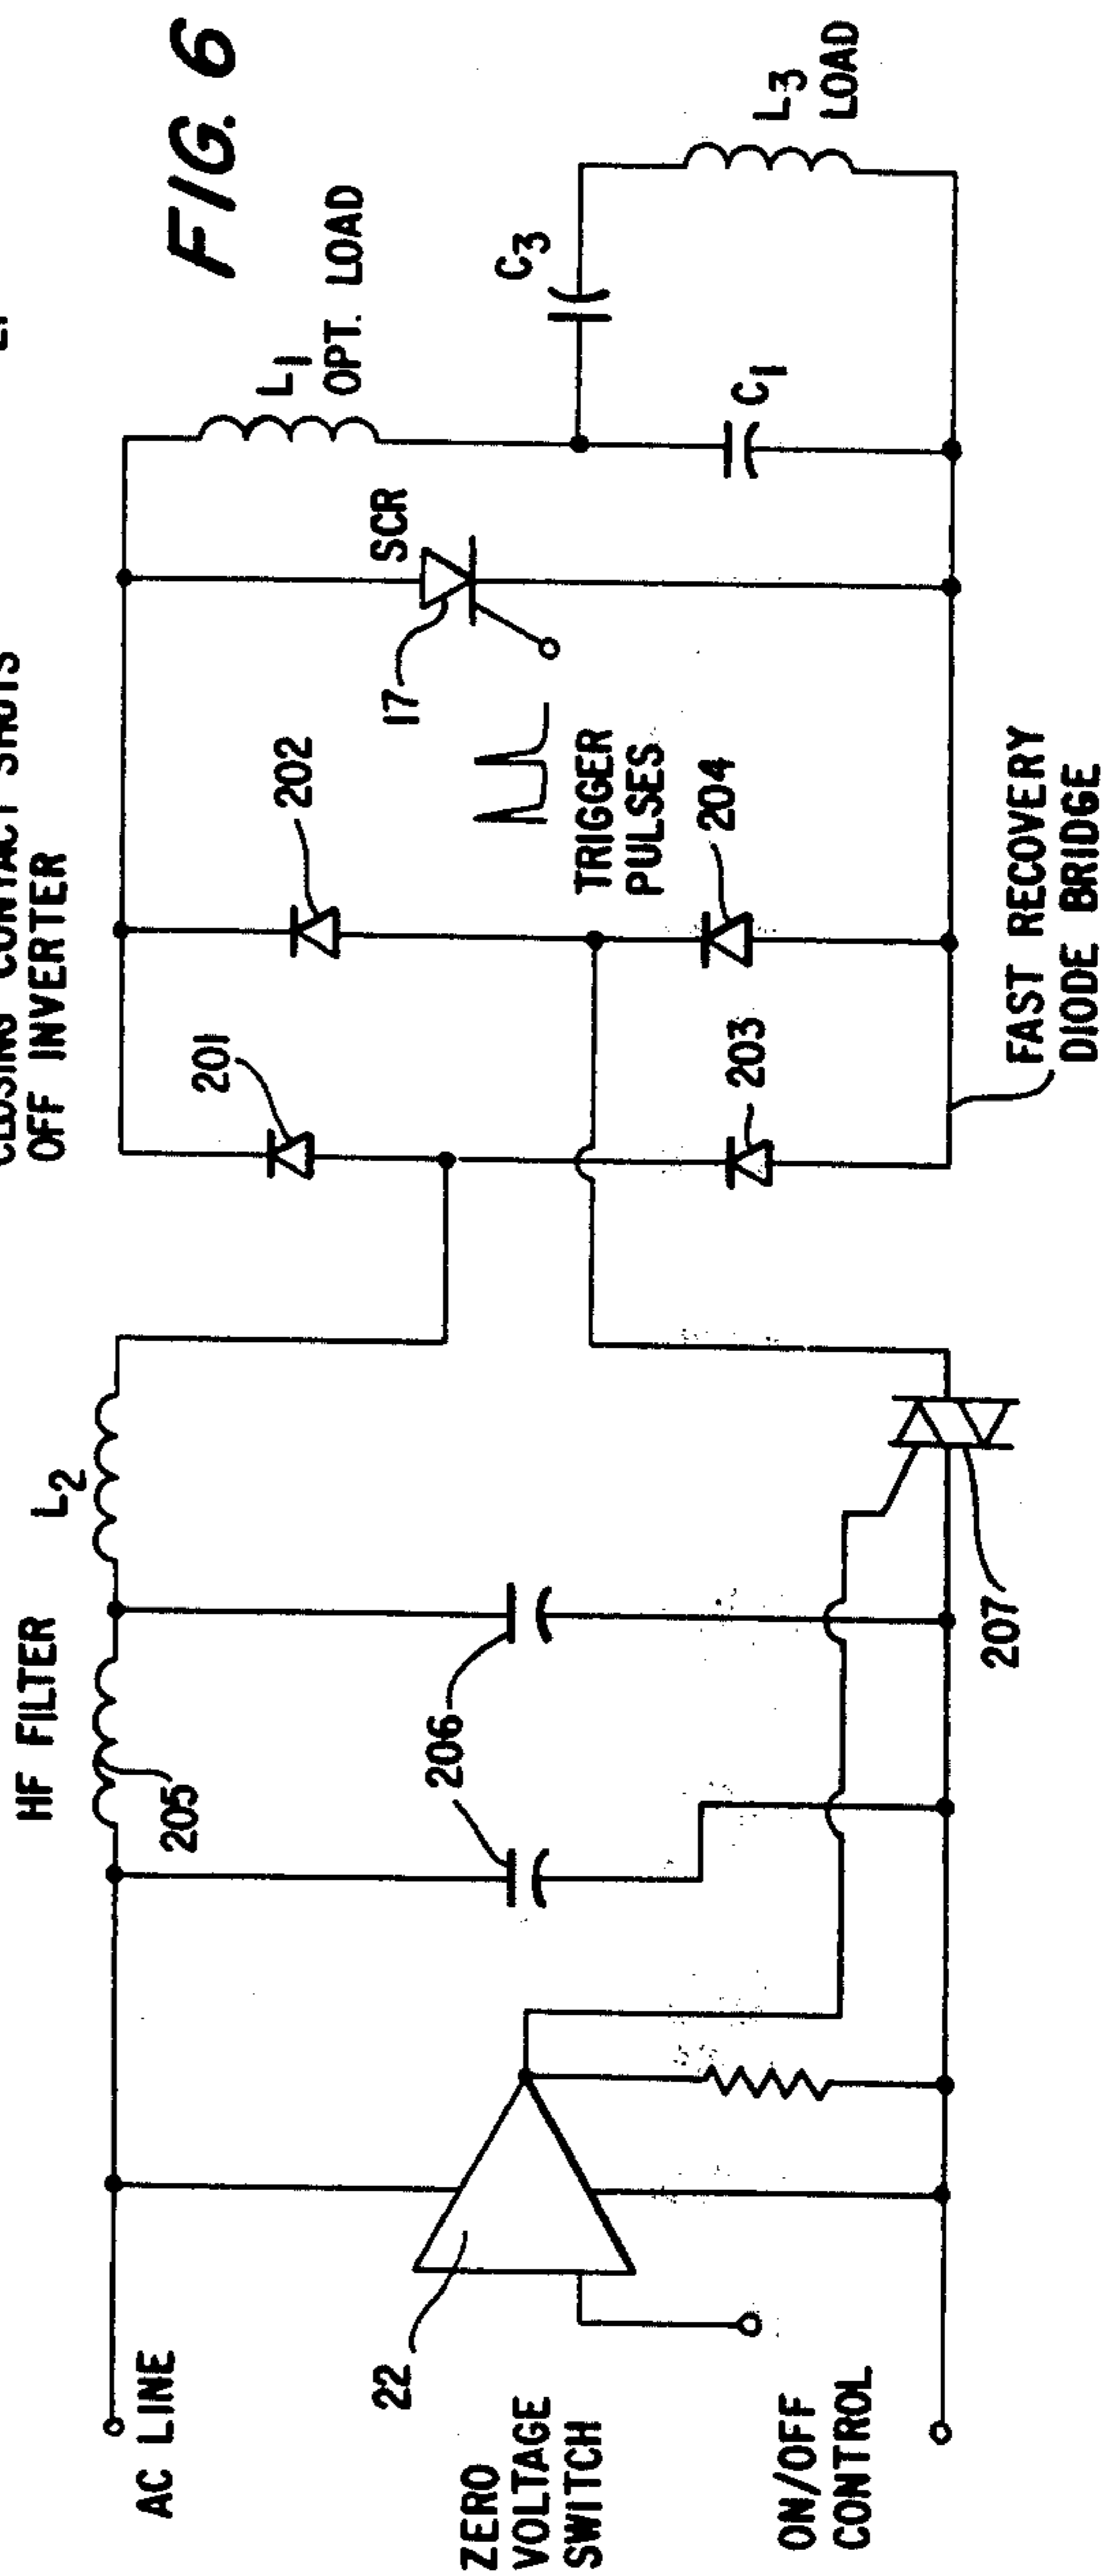 CLOSING CONTACT SHUTS
OFF INVERTER
FIG. 6
AC LINE
HF FILTER
L2
205
206
22
ZERO
VOLTAGE
SWITCH
ON/OFF
CONTROL
207
201
202
203
204
FAST RECOVERY
DIODE BRIDGE
TRIGGER
PULSES
17
SCR
L1
OPT. LOAD
C1
C3
L3
LOAD